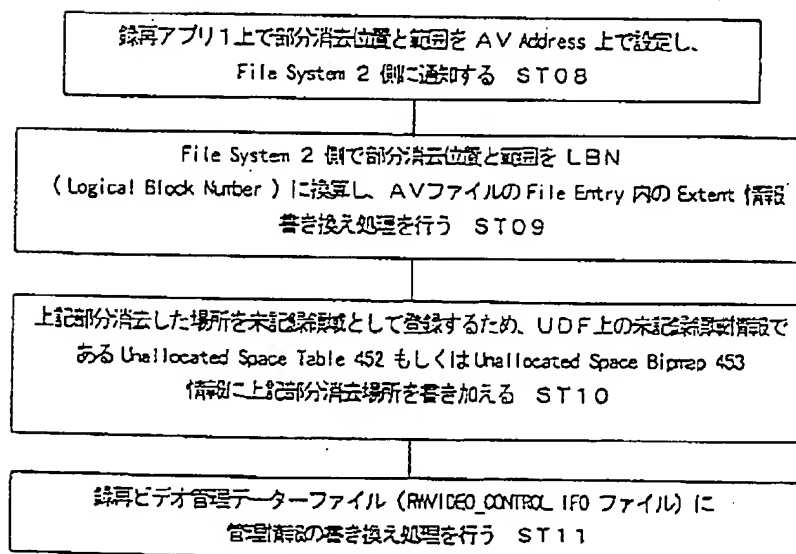 録再アプリ1上で部分消去位置と範囲を AV Address 上で設定し、
File System 2 側に通知する ST08
File System 2 側で部分消去位置と範囲を LBN
( Logical Block Number ) に換算し、AVファイルの File Entry 内の Extent 情報
書き換え処理を行う ST09
上記部分消去した場所を未記録領域として登録するため、UDF上の未記録領域情報で
ある Unallocated Space Table 452 もしくは Unallocated Space Bitmap 453
情報に上記部分消去場所を書き加える ST10
録再ビデオ管理データーファイル (RWVIDEO_CONTROL IFO ファイル) に
管理情報の書き換え処理を行う ST11